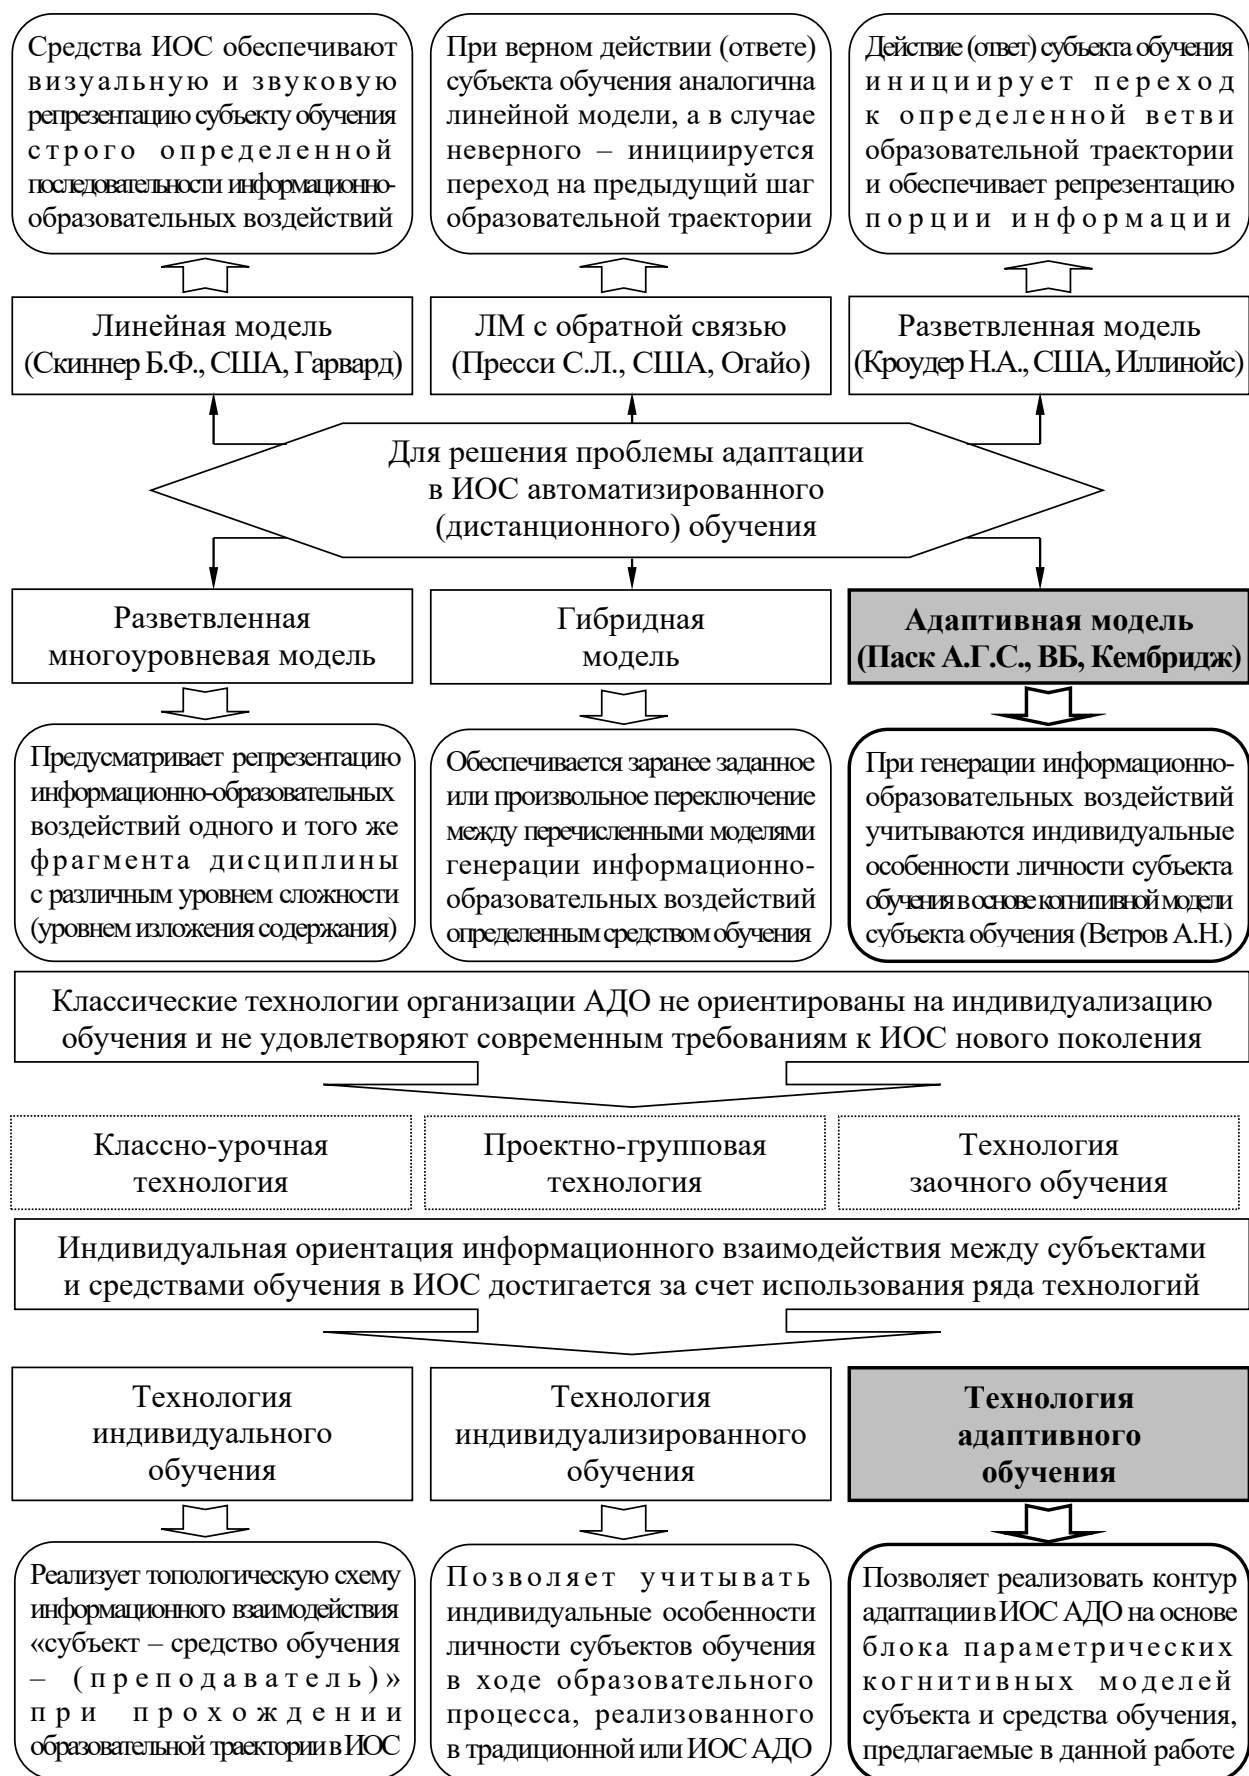 Средства ИОС обеспечивают
визуальную и звуковую
репрезентацию субъекту обучения
строго определенной
последовательности информационно-
образовательных воздействий
При верном действии (ответе)
субъекта обучения аналогична
линейной модели, а в случае
неверного – инициируется
переход на предыдущий шаг
образовательной траектории
Действие (ответ) субъекта обучения
инициирует переход
к определенной ветви
образовательной траектории
и обеспечивает репрезентацию
порции информации
Линейная модель
(Скиннер Б.Ф., США, Гарвард)
ЛМ с обратной связью
(Пресси С.Л., США, Огайо)
Разветвленная модель
(Кроудер Н.А., США, Иллинойс)
Для решения проблемы адаптации
в ИОС автоматизированного
(дистанционного) обучения
Разветвленная
многоуровневая модель
Гибридная
модель
Адаптивная модель
(Паск А.Г.С., ВБ, Кембридж)
Предусматривает репрезентацию
информационно-образовательных
воздействий одного и того же
фрагмента дисциплины
с различным уровнем сложности
(уровнем изложения содержания)
Обеспечивается заранее заданное
или произвольное переключение
между перечисленными моделями
генерации информационно-
образовательных воздействий
определенным средством обучения
При генерации информационно-
образовательных воздействий
учитываются индивидуальные
особенности личности субъекта
обучения в основе когнитивной модели
субъекта обучения (Ветров А.Н.)
Классические технологии организации АДО не ориентированы на индивидуализацию
обучения и не удовлетворяют современным требованиям к ИОС нового поколения
Классно-урочная
технология
Проектно-групповая
технология
Технология
заочного обучения
Индивидуальная ориентация информационного взаимодействия между субъектами
и средствами обучения в ИОС достигается за счет использования ряда технологий
Технология
индивидуального
обучения
Технология
индивидуализированного
обучения
Технология
адаптивного
обучения
Реализует топологическую схему
информационного взаимодействия
«субъект – средство обучения
– (преподаватель)»
при прохождении
образовательной траектории в ИОС
Позволяет учитывать
индивидуальные особенности
личности субъектов обучения
в ходе образовательного
процесса, реализованного
в традиционной или ИОС АДО
Позволяет реализовать контур
адаптации в ИОС АДО на основе
блока параметрических
когнитивных моделей
субъекта и средства обучения,
предлагаемые в данной работе